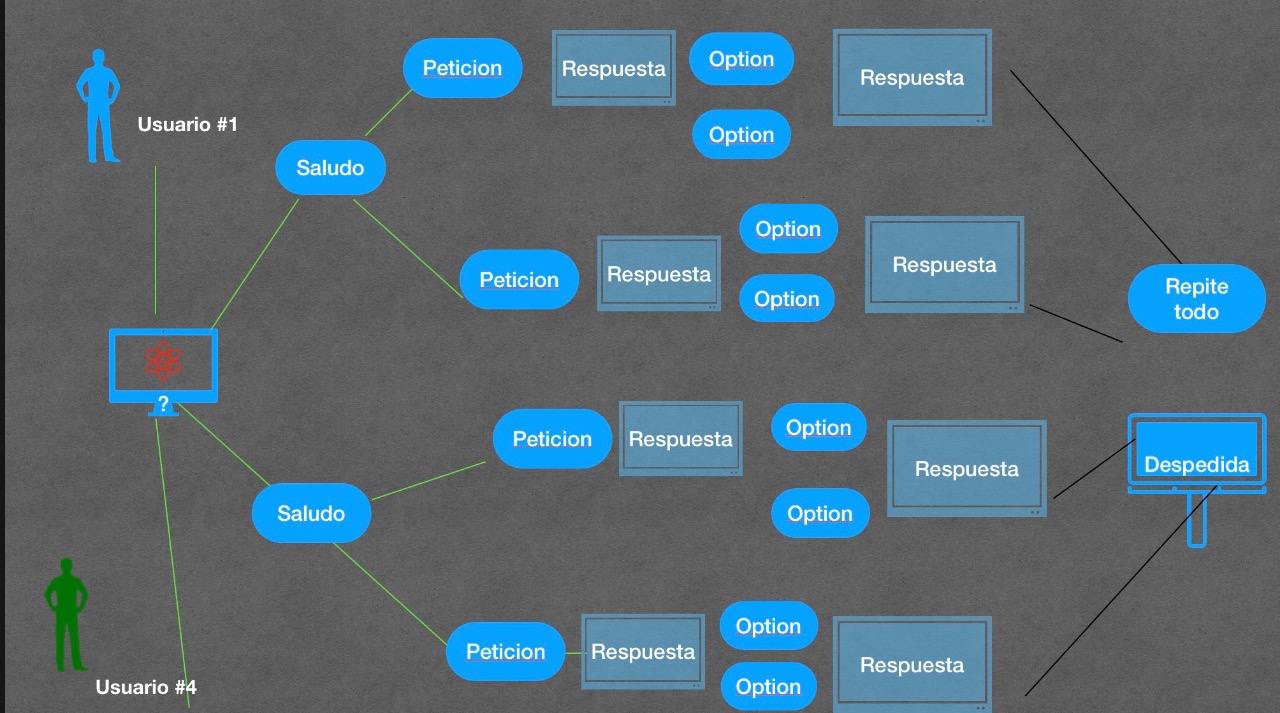 Usuario #1
Peticion
Respuesta
Option
Option
Respuesta
Saludo
Peticion
Respuesta
Option
Option
Respuesta
Repite
todo
?
Saludo
Peticion
Respuesta
Option
Option
Respuesta
Despedida
Usuario #4
Peticion
Respuesta
Option
Option
Respuesta